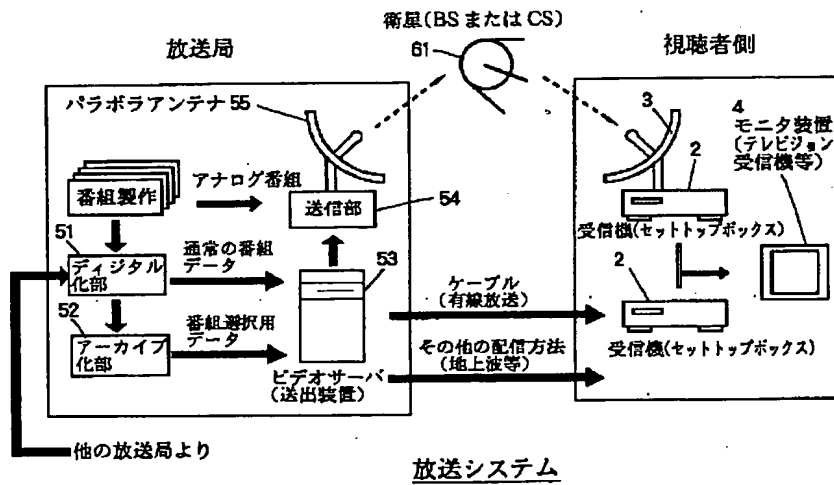 衛星(BS または CS)
61
放送局
視聴者側
パラボラアンテナ 55
3
4
モニタ装置
(テレビジョン
受信機等)
2
番組製作
アナログ番組
送信部
54
受信機(セットトップボックス)
51
ディジタル
化部
通常の番組
データ
53
ケーブル
(有線放送)
2
52
アーカイブ
化部
番組選択用
データ
その他の配信方法
(地上波等)
受信機(セットトップボックス)
ビデオサーバ
(送出装置)
他の放送局より
放送システム